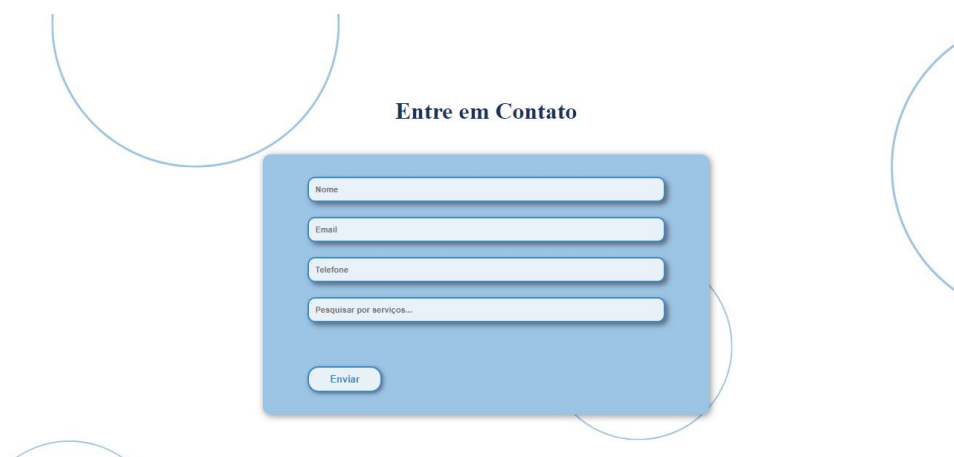 Entre em Contato
Nome
Email
Telefone
Pesquisar por serviços...
Enviar